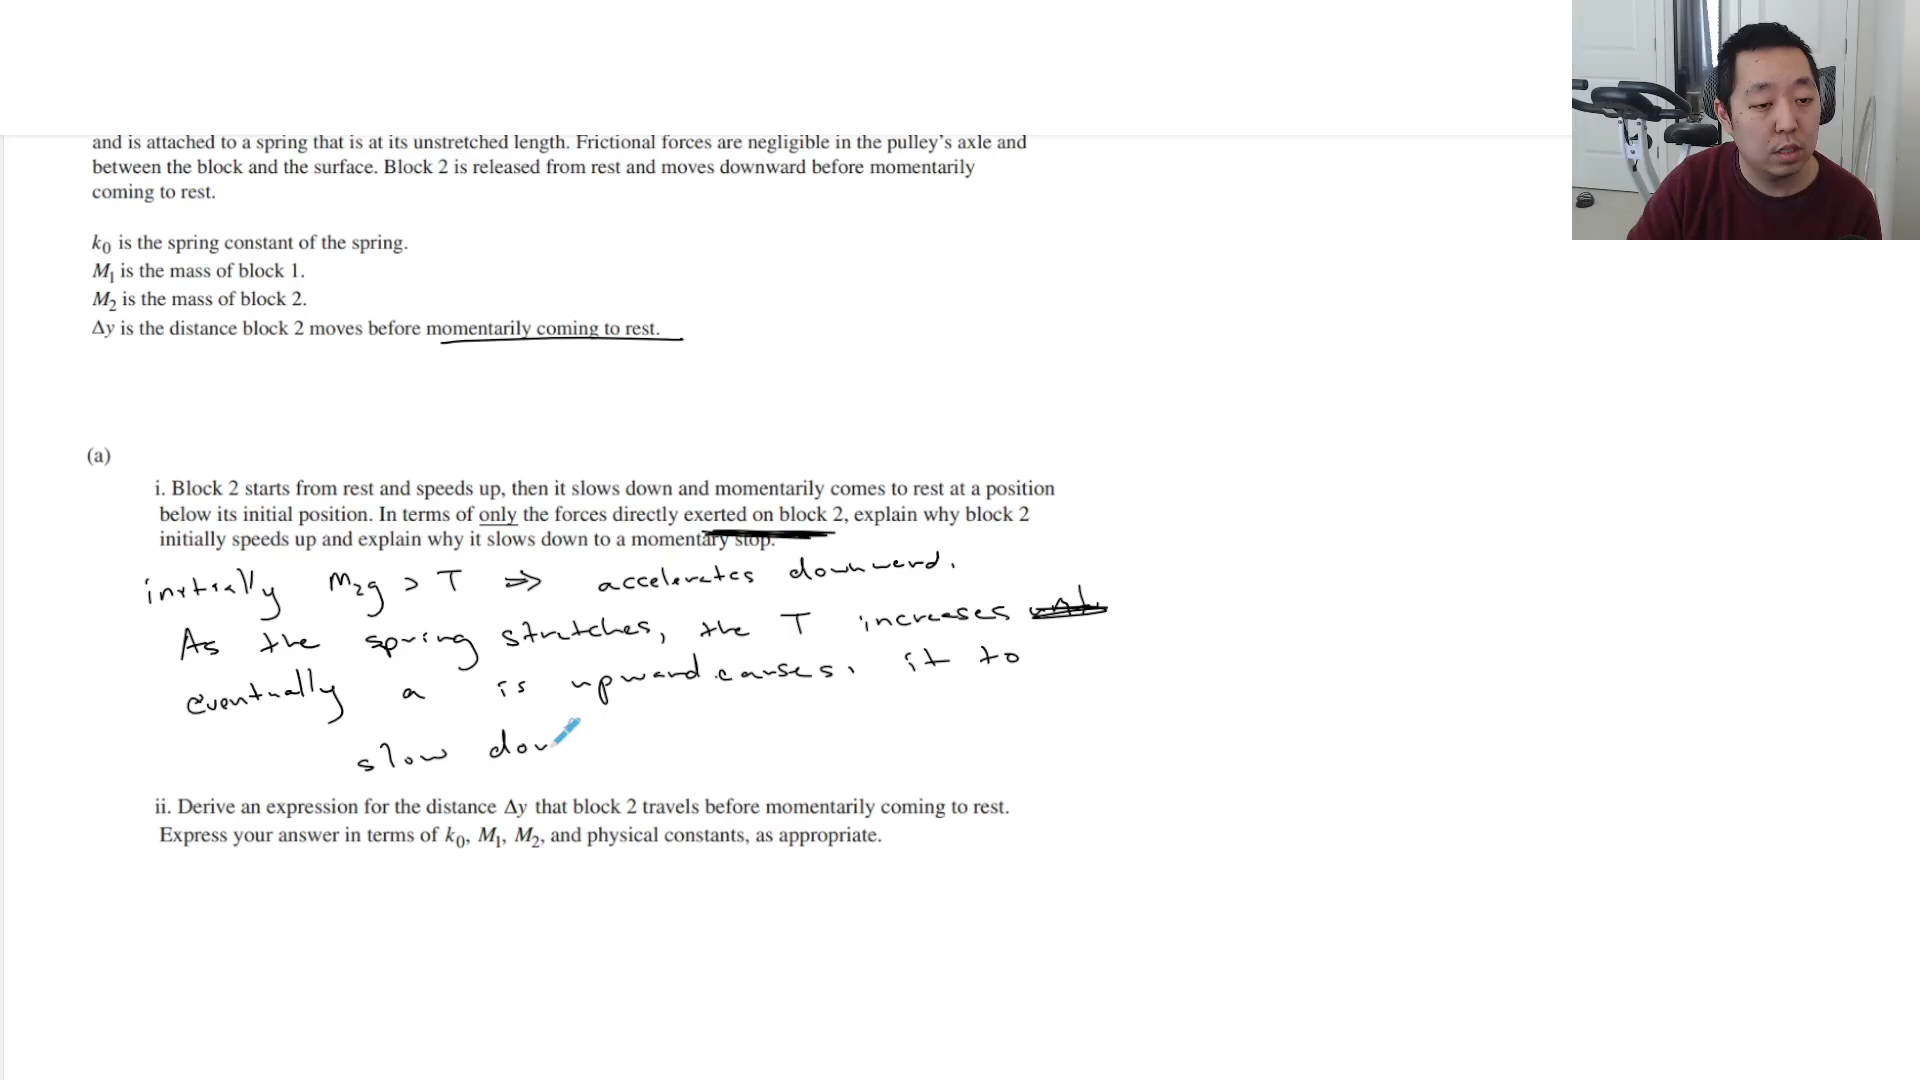 and is attached to a spring that is at its unstretched length. Frictional forces are negligible in the pulley's axle and
between the block and the surface. Block 2 is released from rest and moves downward before momentarily
coming to rest.
k₀ is the spring constant of the spring.
M₁ is the mass of block 1.
M₂ is the mass of block 2.
Δy is the distance block 2 moves before momentarily coming to rest.
(a)
i. Block 2 starts from rest and speeds up, then it slows down and momentarily comes to rest at a position
below its initial position. In terms of only the forces directly exerted on block 2, explain why block 2
initially speeds up and explain why it slows down to a momentary stop.
initially M₂g > T ⇒ accelerates downward.
As the spring stretches, the T increases
eventually a is upward causes it to
slow dow
ii. Derive an expression for the distance Δy that block 2 travels before momentarily coming to rest.
Express your answer in terms of k₀, M₁, M₂, and physical constants, as appropriate.